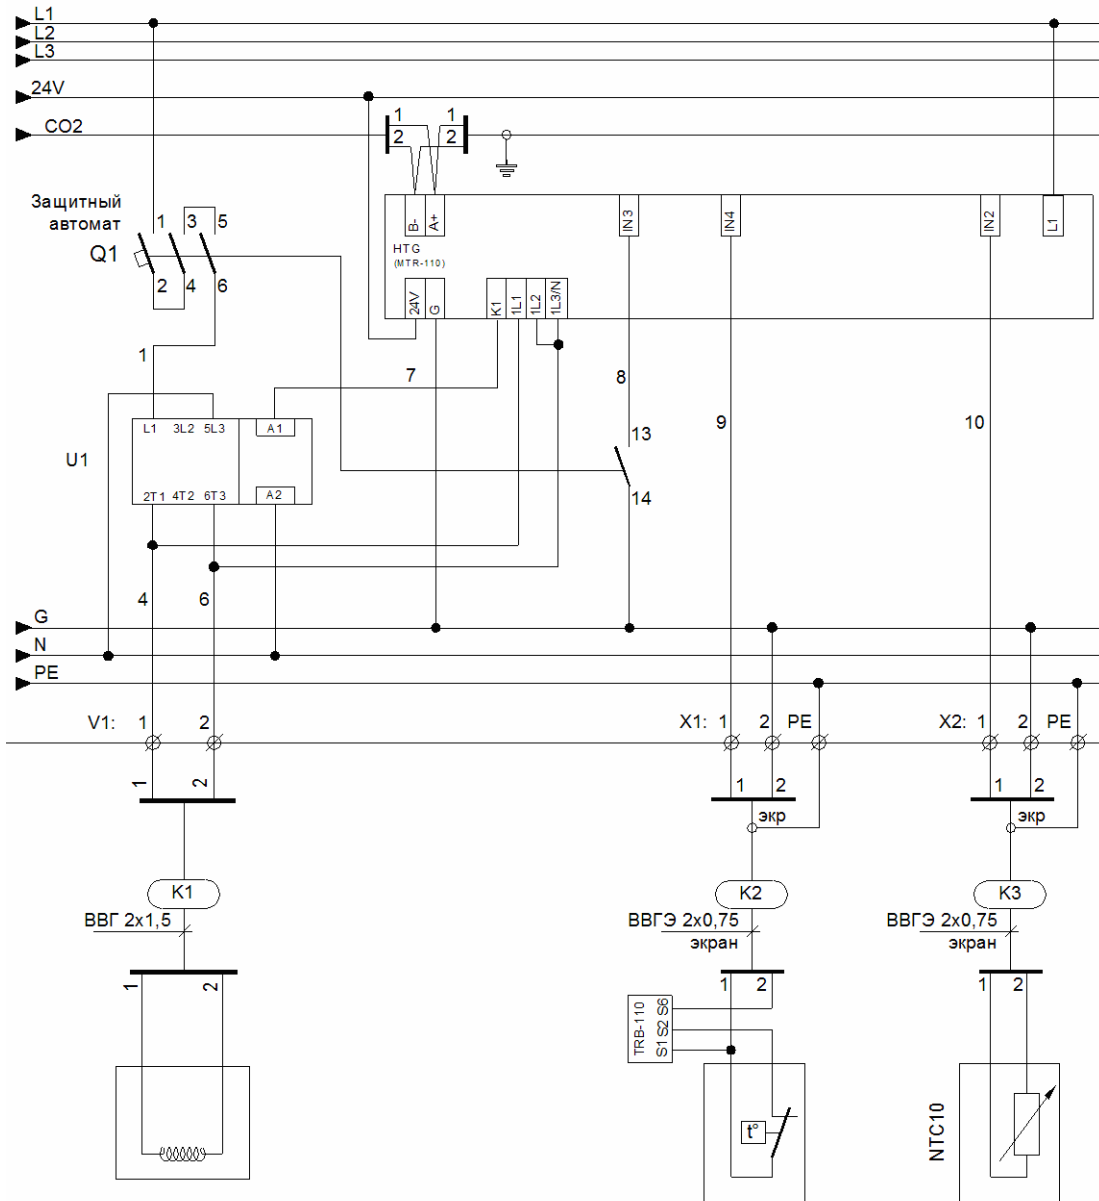 L1
L2
L3
24V
CO2
1 1
2 2
Защитный
автомат
Q1
1 3 5
2 4 6
B- A+ IN3 IN4 IN2 L1
HTG
(MTR-110)
24V G K1 1L1 1L2 1L3/N
1 7 8 9 10
L1 3L2 5L3 A1
U1
2T1 4T2 6T3 A2
13
14
4 6
G
N
PE
V1: 1 2 X1: 1 2 PE X2: 1 2 PE
1 2 1 2 1 2
экр экр
K1 K2 K3
ВВГ 2x1,5 ВВГЭ 2x0,75 ВВГЭ 2x0,75
экран экран
1 2 1 2 1 2
TRB-110
S1 S2 S6
t°
NTC10